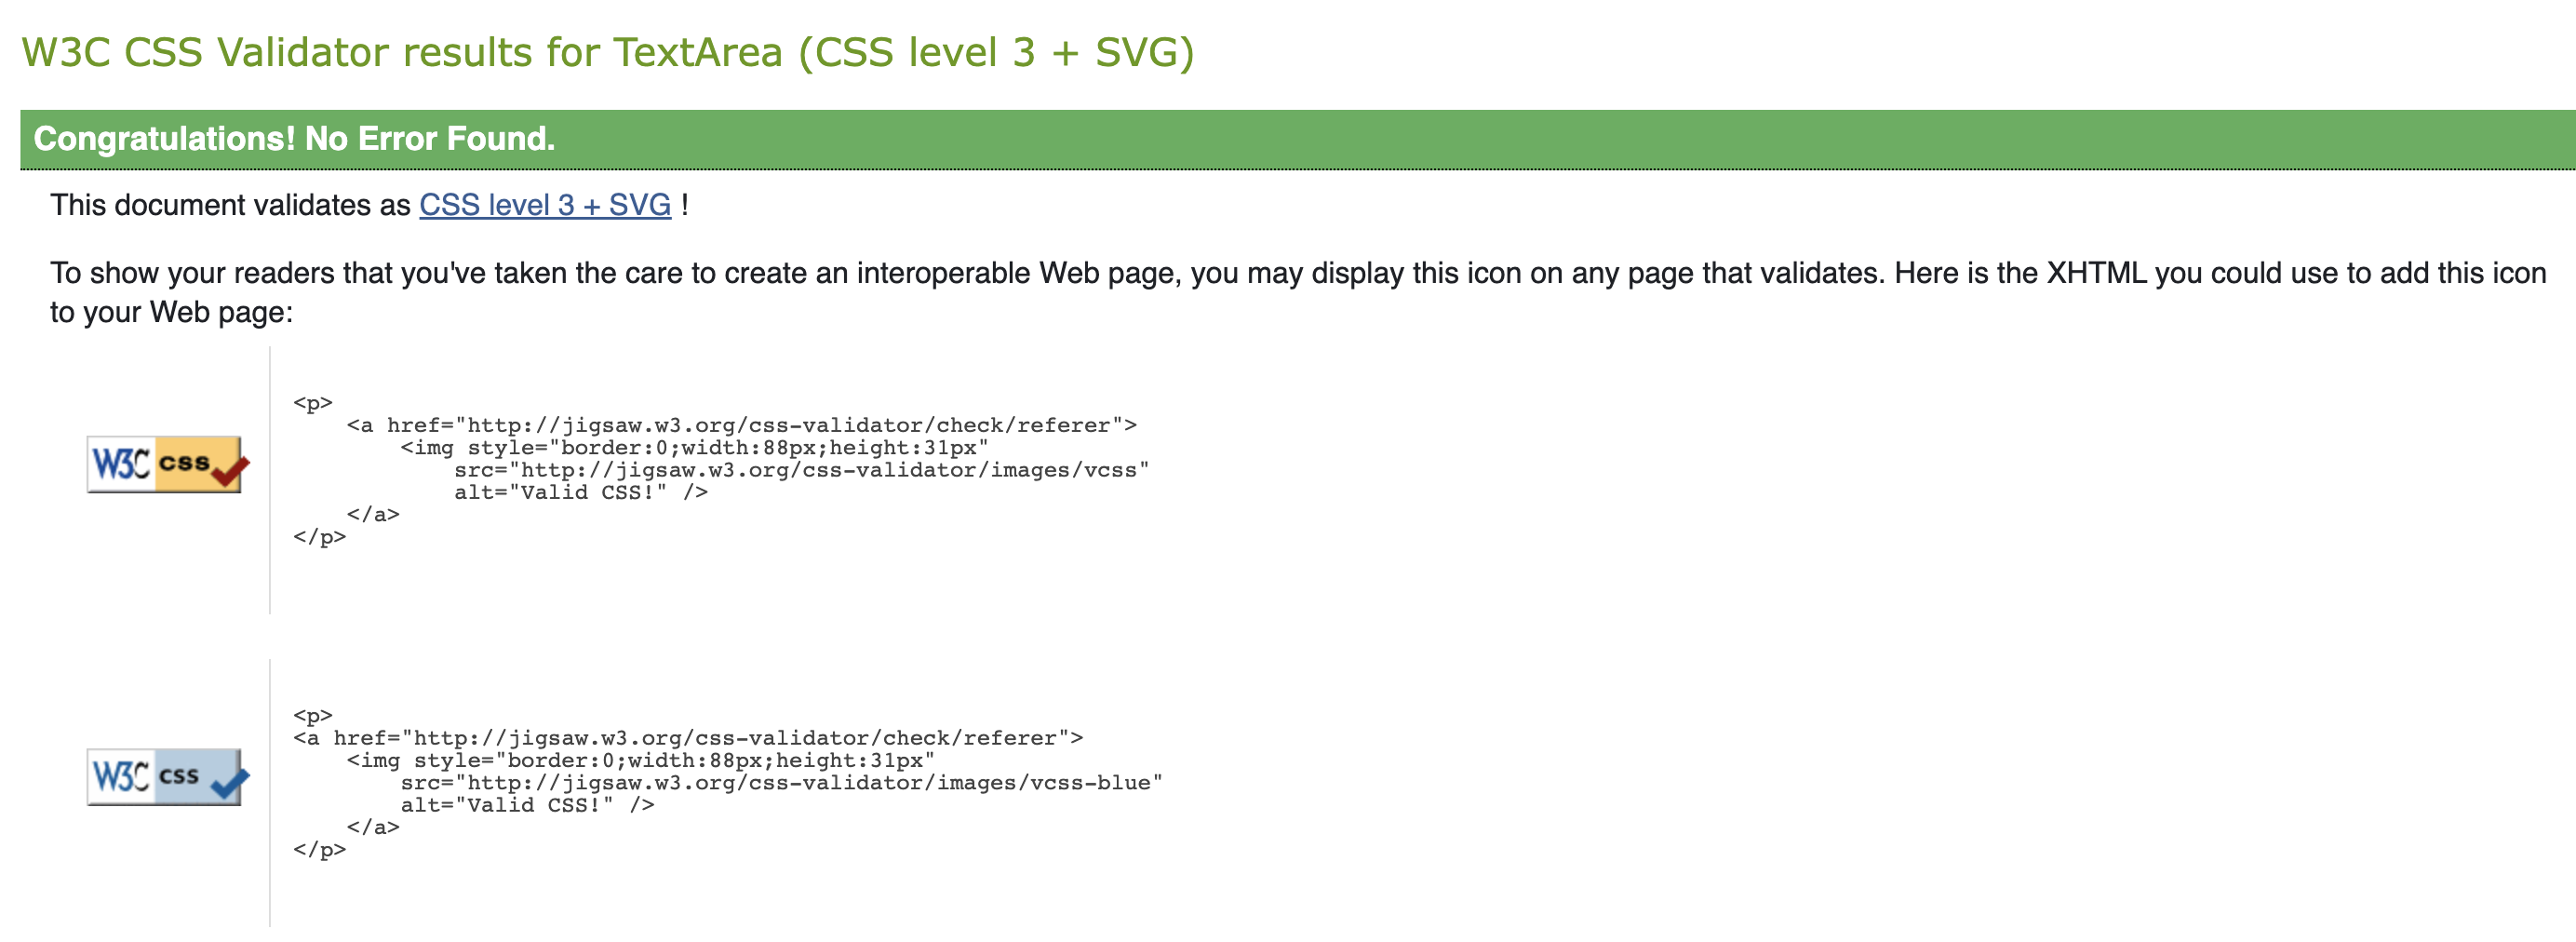 W3C CSS Validator results for TextArea (CSS level 3 + SVG)
Congratulations! No Error Found.
This document validates as CSS level 3 + SVG !
To show your readers that you've taken the care to create an interoperable Web page, you may display this icon on any page that validates. Here is the XHTML you could use to add this icon
to your Web page:
<p>
<a href="http://jigsaw.w3.org/css-validator/check/referer">
<img style="border:0;width:88px;height:31px"
W3C css
src="http://jigsaw.w3.org/css-validator/images/vcss"
alt="Valid CSS!" />
</a>
</p>
<p>
<a href="http://jigsaw.w3.org/css-validator/check/referer">
<img style="border:0;width:88px;height:31px"
W3C css
src="http://jigsaw.w3.org/css-validator/images/vcss-blue"
alt="Valid CSS!" />
</a>
</p>